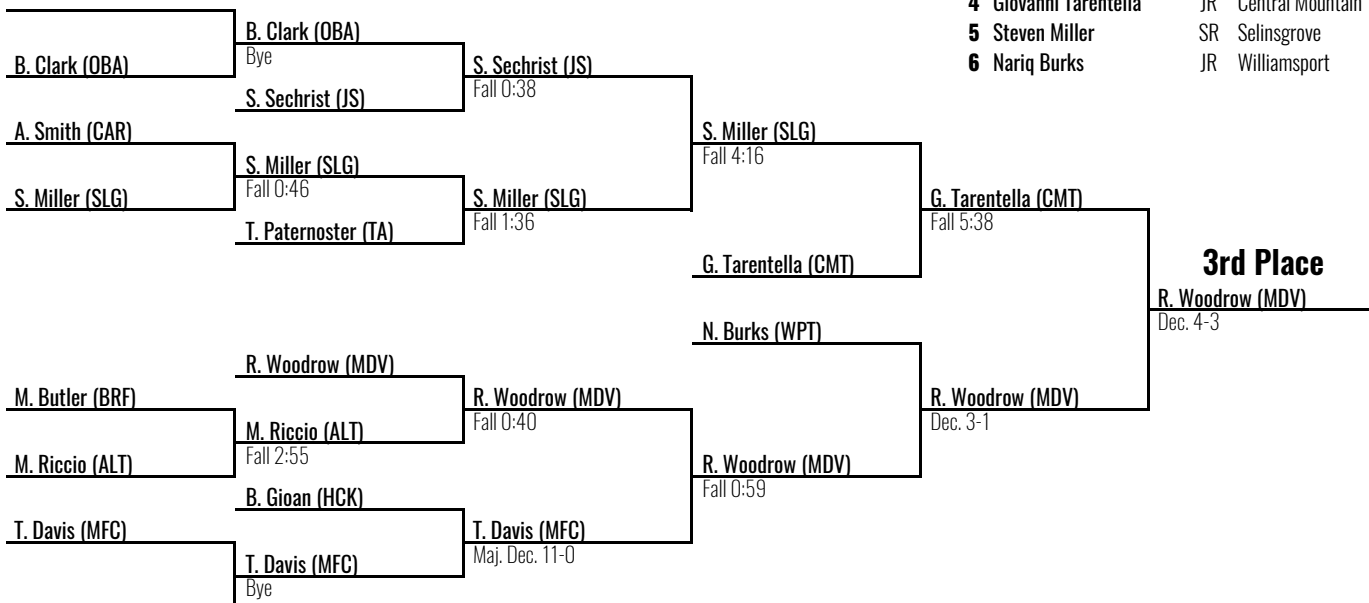 4 Giovanni Tarentella JR Central Mountain
5 Steven Miller SR Selinsgrove
6 Nariq Burks JR Williamsport
B. Clark (OBA)
Bye
B. Clark (OBA)
S. Sechrist (JS)
Fall 0:38
S. Sechrist (JS)
A. Smith (CAR)
S. Miller (SLG)
Fall 4:16
S. Miller (SLG)
Fall 0:46
S. Miller (SLG)
S. Miller (SLG)
Fall 1:36
G. Tarentella (CMT)
Fall 5:38
T. Paternoster (TA)
G. Tarentella (CMT)
3rd Place
R. Woodrow (MDV)
Dec. 4-3
N. Burks (WPT)
R. Woodrow (MDV)
M. Butler (BRF)
R. Woodrow (MDV)
Fall 0:40
R. Woodrow (MDV)
Dec. 3-1
M. Riccio (ALT)
Fall 2:55
M. Riccio (ALT)
R. Woodrow (MDV)
Fall 0:59
B. Gioan (HCK)
T. Davis (MFC)
T. Davis (MFC)
Maj. Dec. 11-0
T. Davis (MFC)
Bye